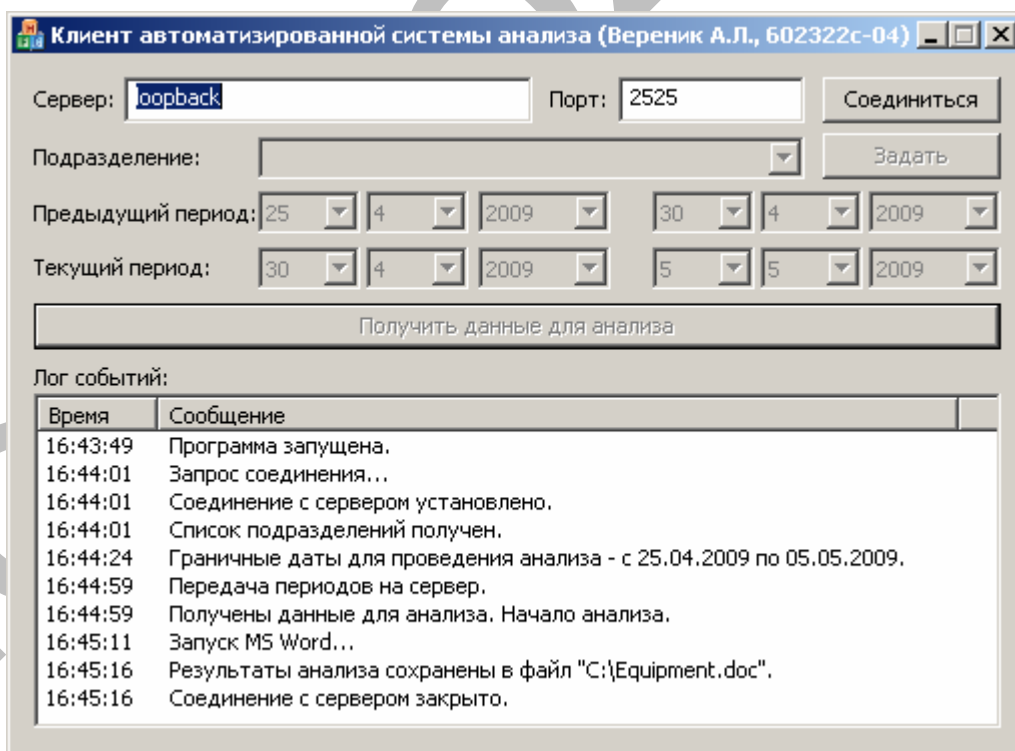 Клиент автоматизированной системы анализа (Вереник А.Л., 602322с-04)
Сервер: loopback Порт: 2525 Соединиться
Подразделение: Задать
Предыдущий период: 25 4 2009 30 4 2009
Текущий период: 30 4 2009 5 5 2009
Получить данные для анализа
Лог событий:
Время Сообщение
16:43:49 Программа запущена.
16:44:01 Запрос соединения...
16:44:01 Соединение с сервером установлено.
16:44:01 Список подразделений получен.
16:44:24 Граничные даты для проведения анализа - с 25.04.2009 по 05.05.2009.
16:44:59 Передача периодов на сервер.
16:44:59 Получены данные для анализа. Начало анализа.
16:45:11 Запуск MS Word...
16:45:16 Результаты анализа сохранены в файл "C:\Equipment.doc".
16:45:16 Соединение с сервером закрыто.